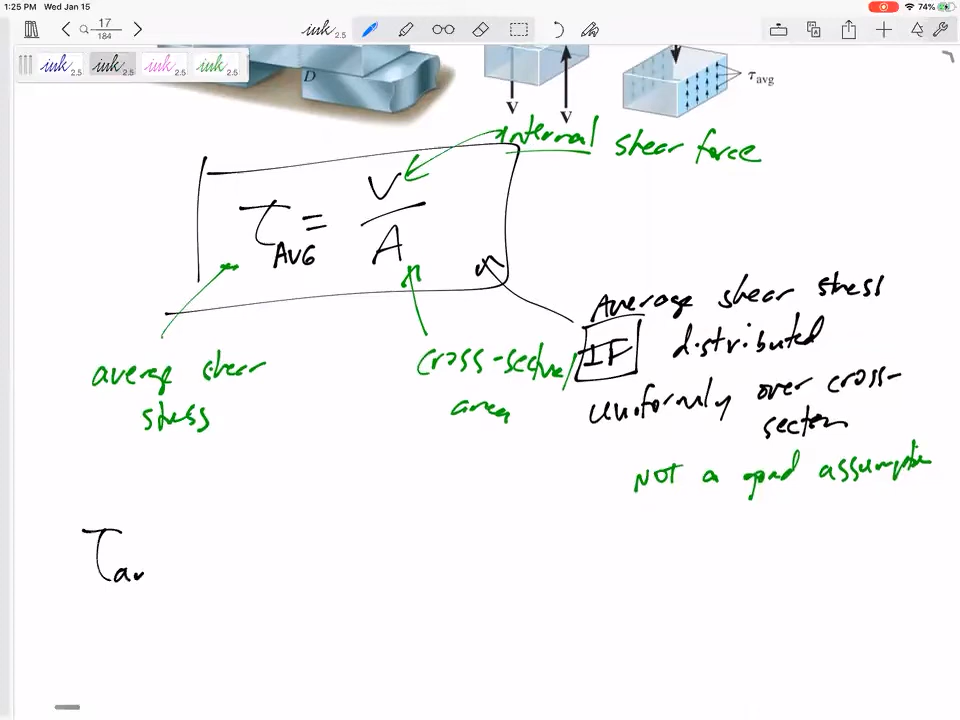 1:25 PM Wed Jan 15
74%
17
184
ink 2.5
ink 2.5
ink 2.5
ink 2.5
ink 2.5
D
V
V
τavg
internal shear force
τAVG = V/A
Average shear stress
IF distributed
uniformly over cross-
section
NOT a good assumption
average shear
stress
cross-sectional
area
τav